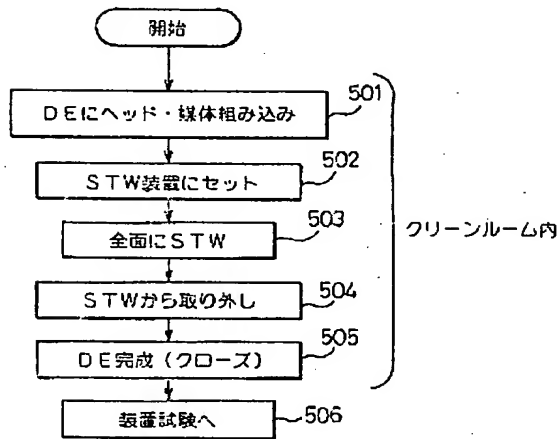 開始
DEにヘッド・媒体組み込み
501
STW装置にセット
502
全面にSTW
503
クリーンルーム内
STWから取り外し
504
DE完成(クローズ)
505
装置試験へ
506